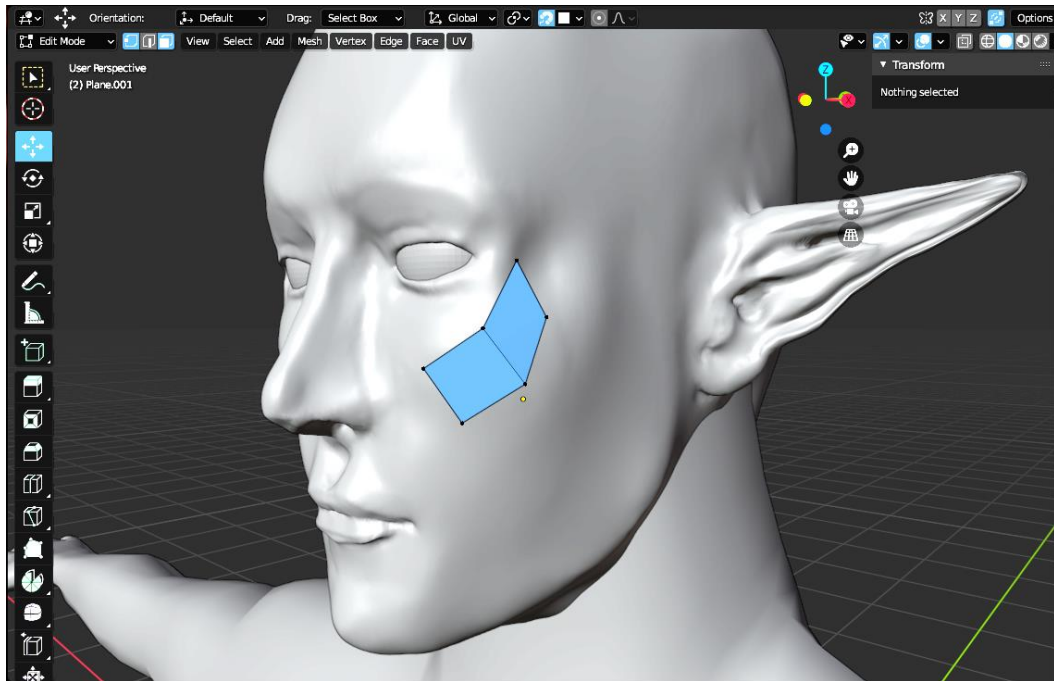 Orientation: Default Drag: Select Box Global X Y Z Options
Edit Mode View Select Add Mesh Vertex Edge Face UV
User Perspective
(2) Plane.001
Transform
Nothing selected
Z
X